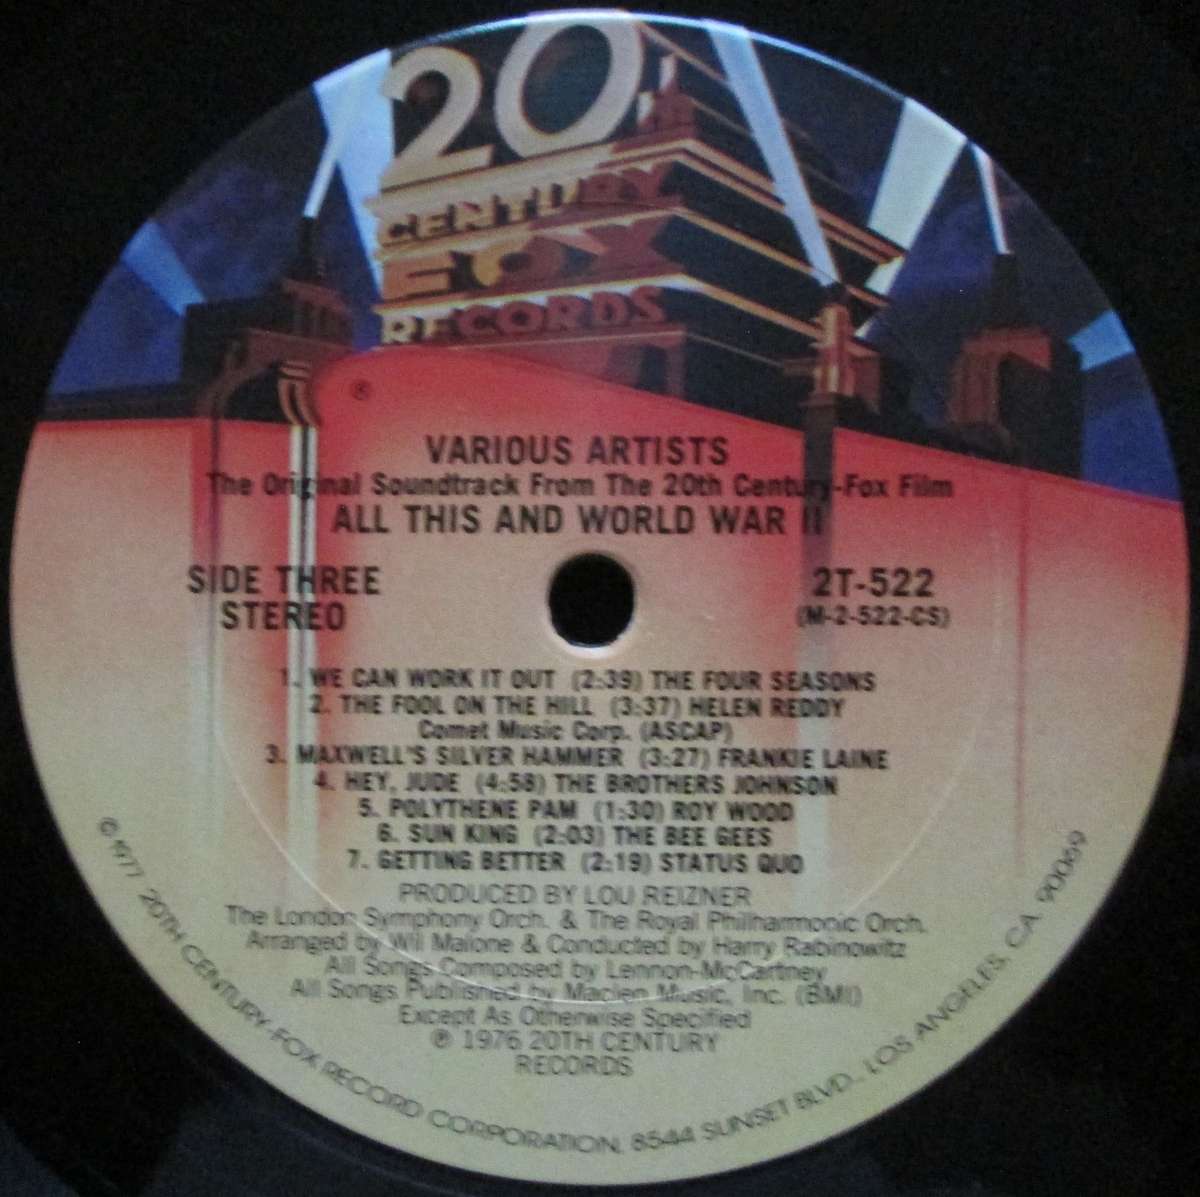 20
CENTURY
FOX
RECORDS
®
VARIOUS ARTISTS
The Original Soundtrack From The 20th Century-Fox Film
ALL THIS AND WORLD WAR II
SIDE THREE
STEREO
2T-522
(M-2-522-CS)
1. WE CAN WORK IT OUT (2:39) THE FOUR SEASONS
2. THE FOOL ON THE HILL (3:37) HELEN REDDY
Comet Music Corp. (ASCAP)
3. MAXWELL'S SILVER HAMMER (3:27) FRANKIE LAINE
4. HEY, JUDE (4:58) THE BROTHERS JOHNSON
5. POLYTHENE PAM (1:30) ROY WOOD
6. SUN KING (2:03) THE BEE GEES
7. GETTING BETTER (2:19) STATUS QUO
PRODUCED BY LOU REIZNER
The London Symphony Orch. & The Royal Philharmonic Orch.
Arranged by Wil Malone & Conducted by Harry Rabinowitz
All Songs Composed by Lennon-McCartney
All Songs Published by Maclen Music, Inc. (BMI)
Except As Otherwise Specified
℗ 1976 20TH CENTURY
RECORDS
©1977 20TH CENTURY-FOX RECORD CORPORATION, 8544 SUNSET BLVD., LOS ANGELES, CA. 90069